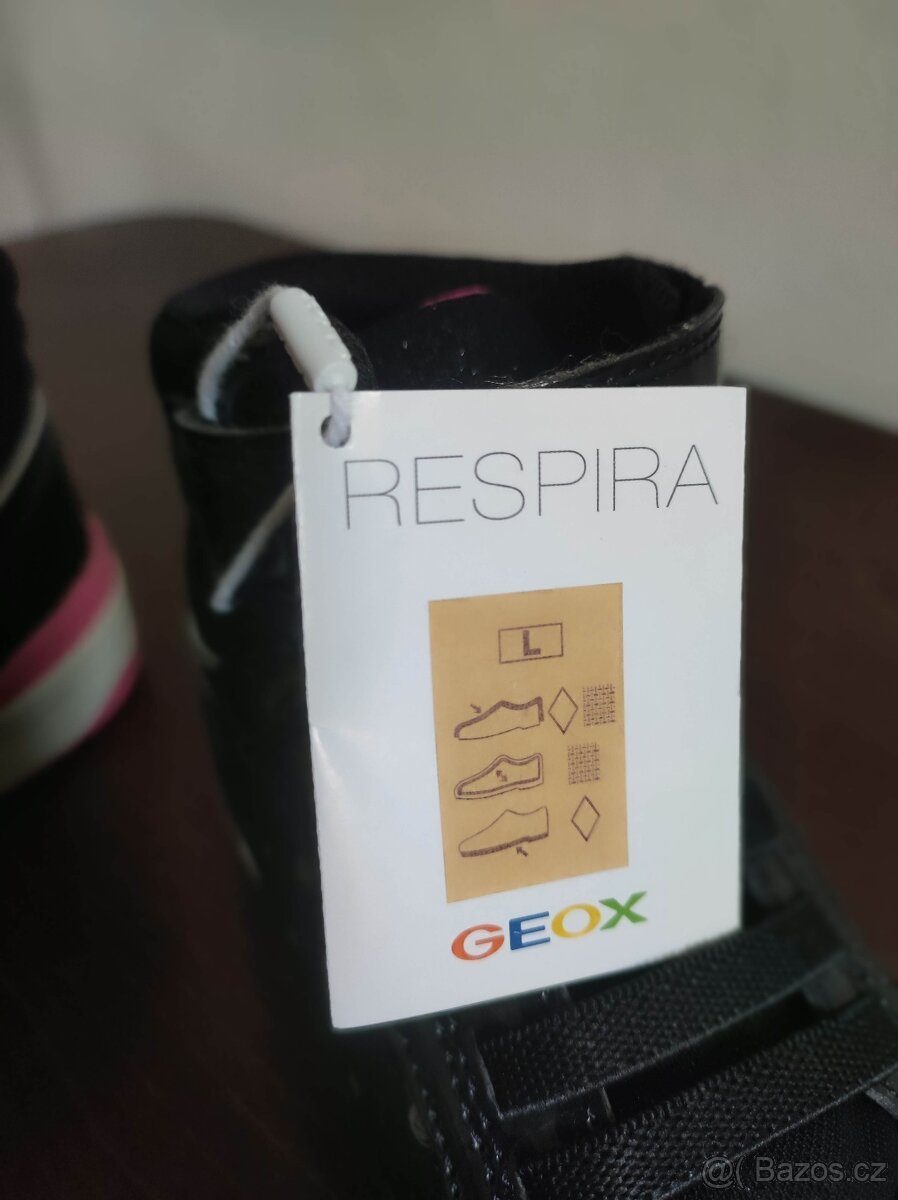 RESPIRA
L
GEOX
@( Bazos.cz